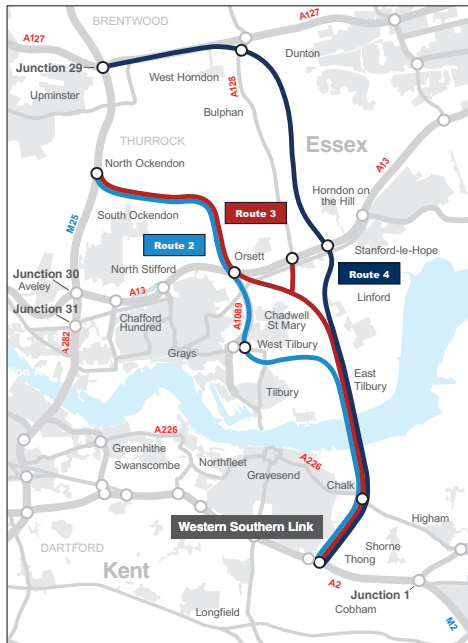 BRENTWOOD
A127
A127
Dunton
Junction 29
West Horndon
A128
Upminster
Bulphan
THURROCK
Essex
A13
North Ockendon
Horndon on
the Hill
Route 3
South Ockendon
M25
Route 2
Orsett
Stanford-le-Hope
Junction 30
North Stifford
Route 4
Aveley
A13
Linford
Junction 31
Chafford
Hundred
A1089
Chadwell
St Mary
A282
Grays
West Tilbury
East
Tilbury
Tilbury
A226
Greenhithe
Swanscombe
Northfleet
A226
Gravesend
Chalk
Western Southern Link
Higham
DARTFORD
Shorne
Thong
Kent
A2
Junction 1
Cobham
Longfield
M2